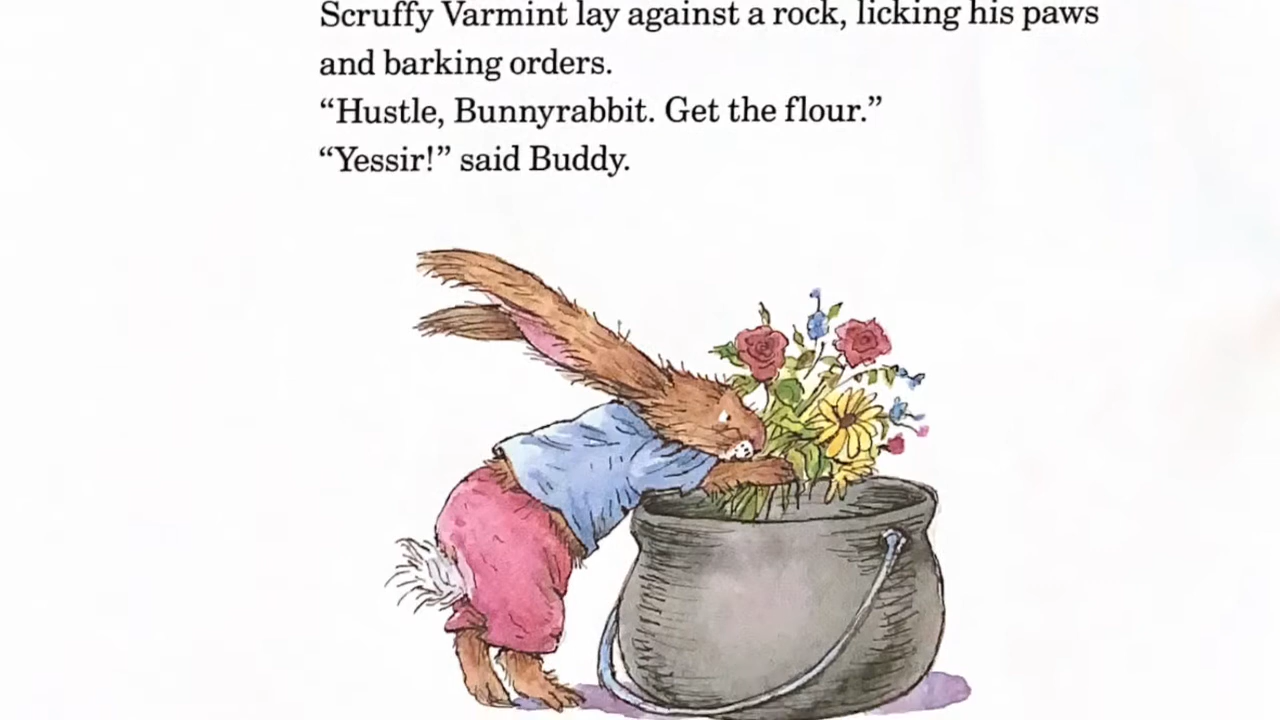 Scruffy Varmint lay against a rock, licking his paws
and barking orders.
“Hustle, Bunnyrabbit. Get the flour.”
“Yessir!” said Buddy.